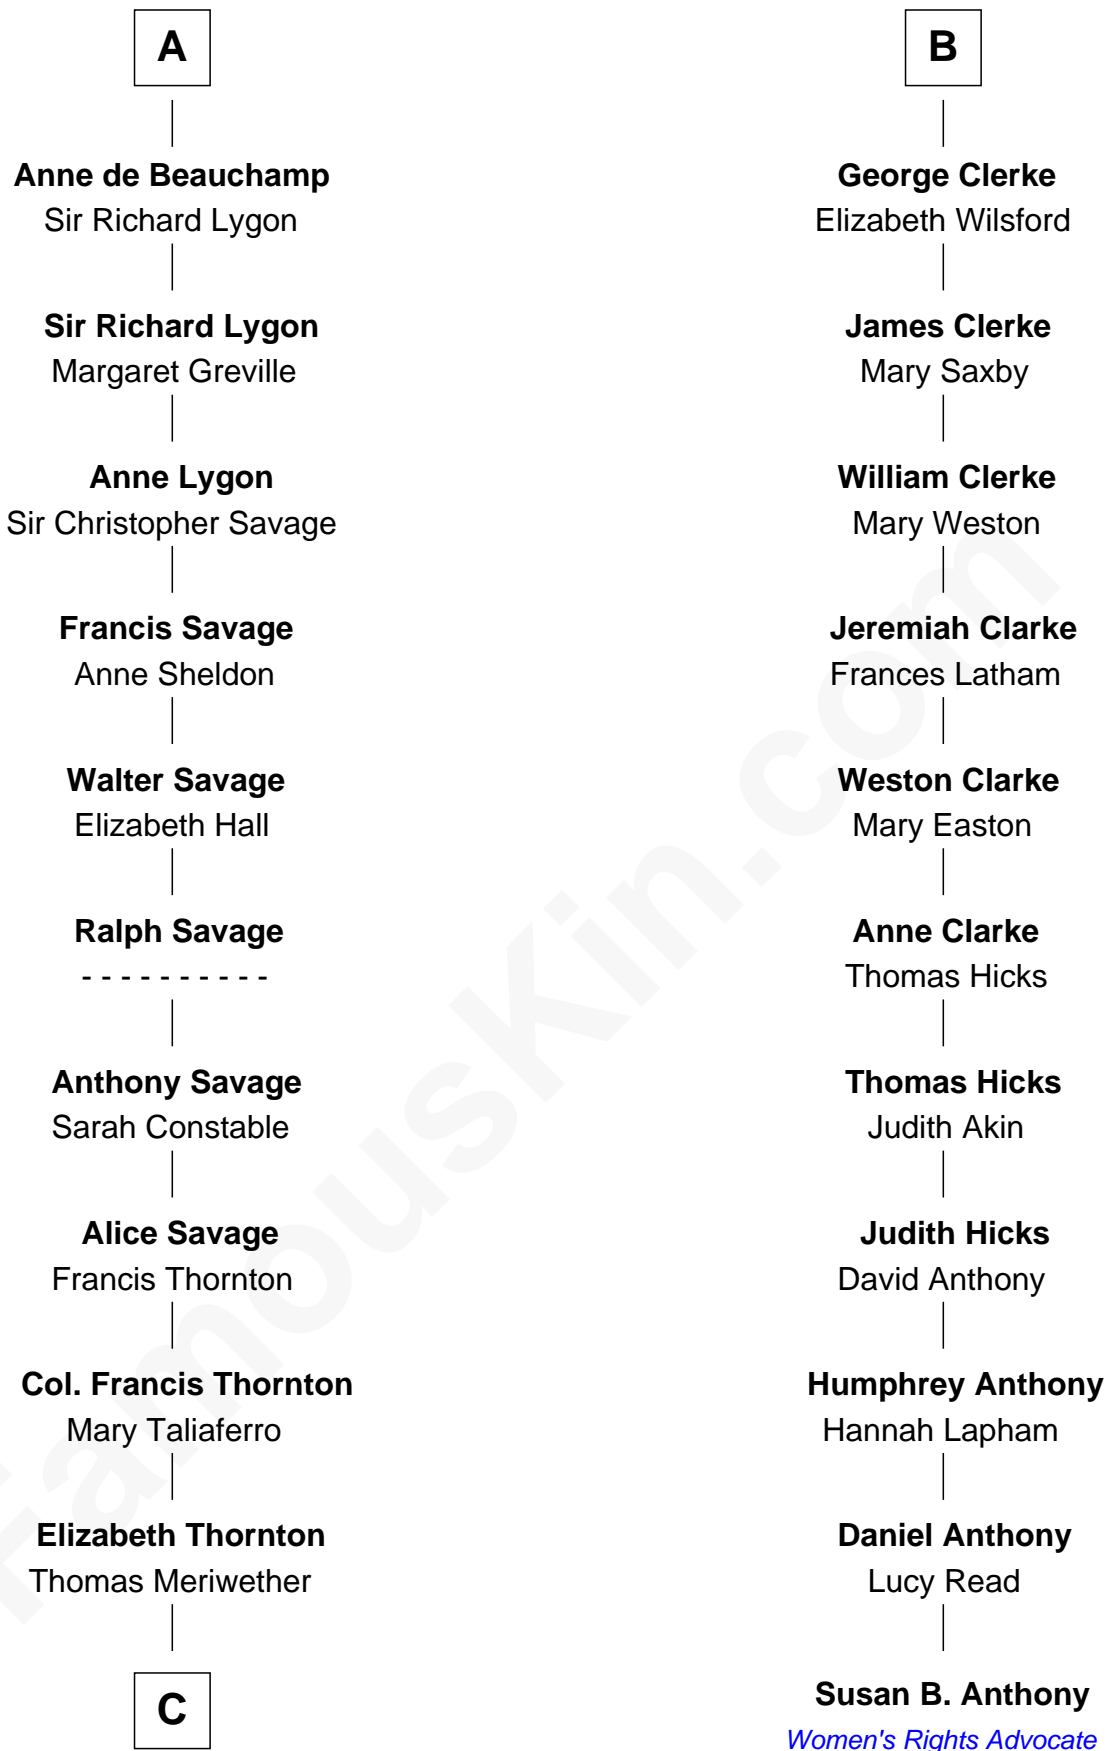 A
Anne de Beauchamp
Sir Richard Lygon
Sir Richard Lygon
Margaret Greville
Anne Lygon
Sir Christopher Savage
Francis Savage
Anne Sheldon
Walter Savage
Elizabeth Hall
Ralph Savage
- - - - - - - - - -
Anthony Savage
Sarah Constable
Alice Savage
Francis Thornton
Col. Francis Thornton
Mary Taliaferro
Elizabeth Thornton
Thomas Meriwether
C
B
George Clerke
Elizabeth Wilsford
James Clerke
Mary Saxby
William Clerke
Mary Weston
Jeremiah Clarke
Frances Latham
Weston Clarke
Mary Easton
Anne Clarke
Thomas Hicks
Thomas Hicks
Judith Akin
Judith Hicks
David Anthony
Humphrey Anthony
Hannah Lapham
Daniel Anthony
Lucy Read
Susan B. Anthony
Women's Rights Advocate
FamousKin.com